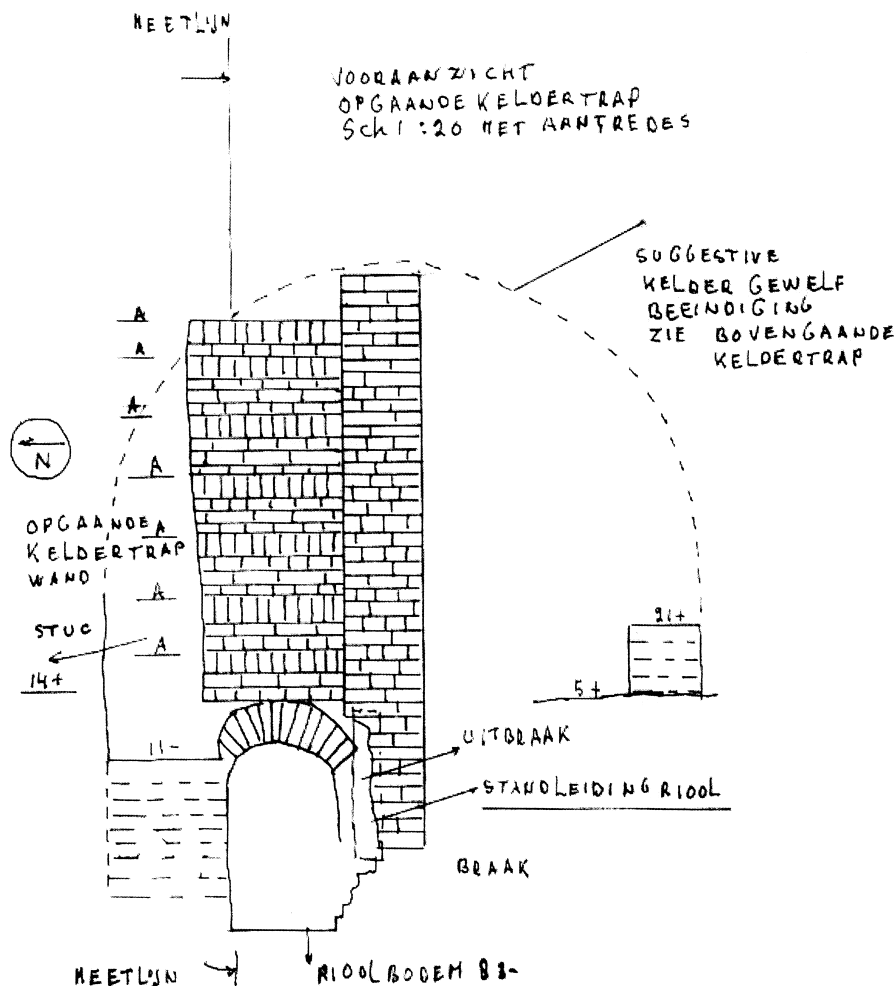 MEETLIJN
VOORAANZICHT
OPGAANDE KELDERTRAP
Sch 1:20 MET AANTREDES
SUGGESTIVE
KELDER GEWELF
BEEINDIGING
ZIE BOVENGAANDE
KELDERTRAP
A
A
A
N
A
OPGAANDE
KELDERTRAP
WAND
A
A
STUC
A
14+
21+
5+
11-
UITBRAAK
STANDLEIDING RIOOL
BRAAK
MEETLIJN
RIOOLBODEM 88-